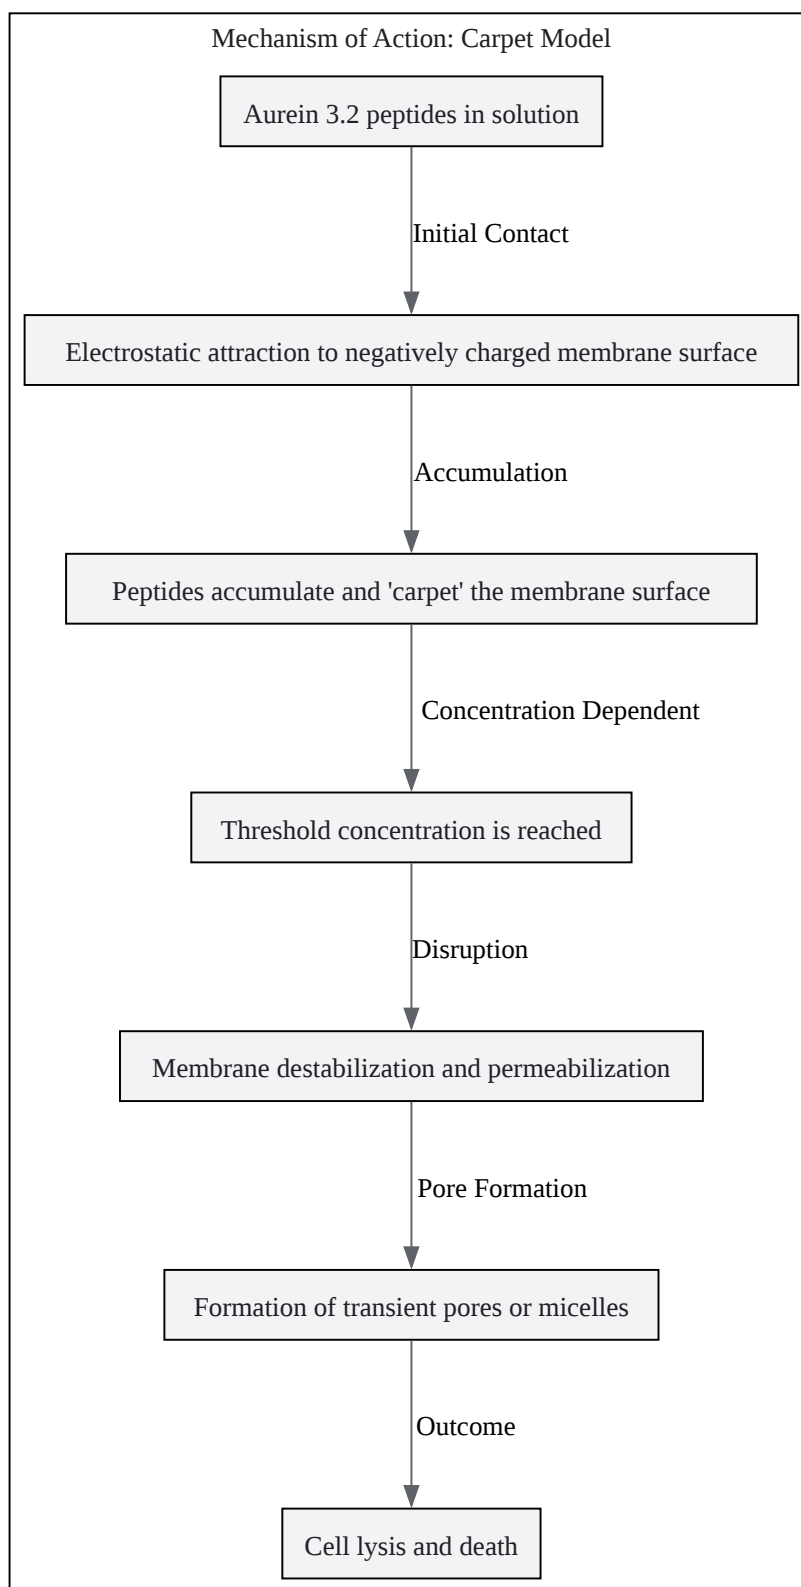 Mechanism of Action: Carpet Model
Aurein 3.2 peptides in solution
Initial Contact
Electrostatic attraction to negatively charged membrane surface
Accumulation
Peptides accumulate and 'carpet' the membrane surface
Concentration Dependent
Threshold concentration is reached
Disruption
Membrane destabilization and permeabilization
Pore Formation
Formation of transient pores or micelles
Outcome
Cell lysis and death